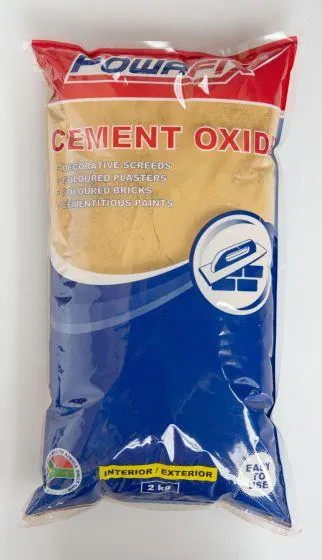 POWAFIX
CEMENT OXID
• DECORATIVE SCREEDS
• COLOURED PLASTERS
• COLOURED BRICKS
• CEMENTITIOUS PAINTS
INTERIOR / EXTERIOR
2 kg
EASY
TO
USE